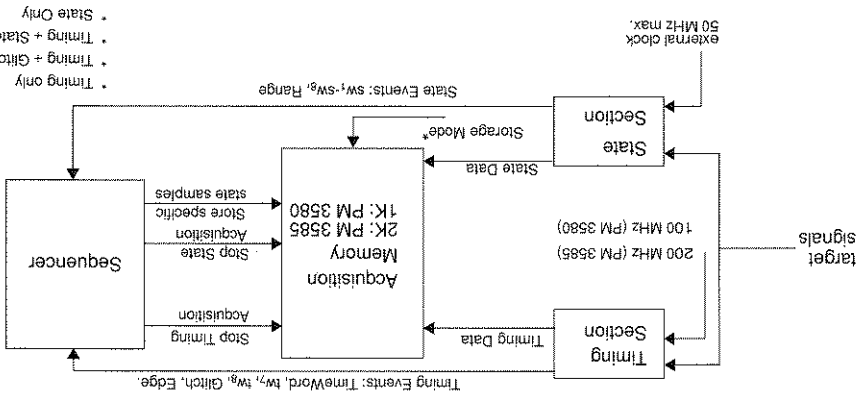 Timing Events: TimeWord, tw₇, tw₈, Glitch, Edge.
Timing
Section
Timing Data
Stop Timing
Acquisition
target
signals
200 MHz (PM 3585)
100 MHz (PM 3580)
Acquisition
Memory
2K: PM 3585
1K: PM 3580
Stop State
Acquisition
Store specific
state samples
Sequencer
State
Section
State Data
Storage Mode*
State Events: sw₁-sw₈, Range
external clock
50 MHz max.
* Timing only
* Timing + Glitc
* Timing + State
* State Only